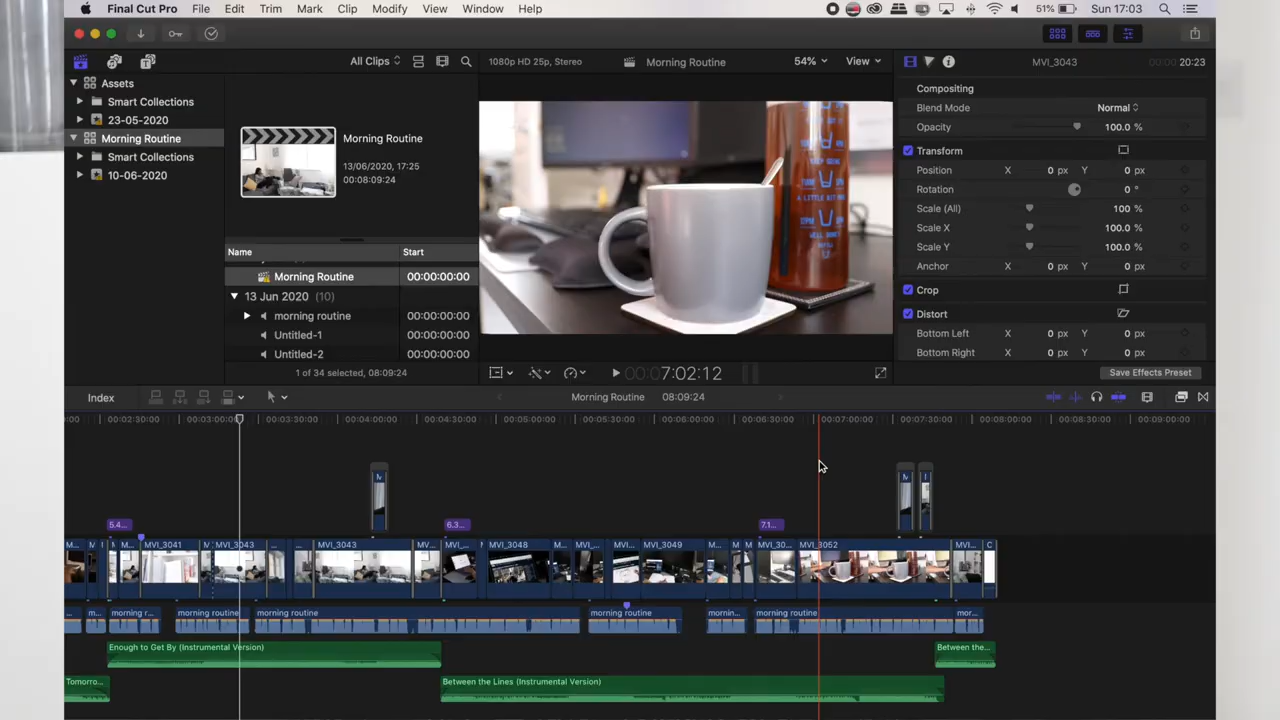 Final Cut Pro File Edit Trim Mark Clip Modify View Window Help 51% Sun 17:03
All Clips 1080p HD 25p, Stereo Morning Routine 54% View MVI_3043 20:23
Assets
Smart Collections
23-05-2020
Morning Routine
Smart Collections
10-06-2020
Morning Routine
13/06/2020, 17:25
00:08:09:24
Name Start
Morning Routine 00:00:00:00
13 Jun 2020 (10)
morning routine 00:00:00:00
Untitled-1 00:00:00:00
Untitled-2 00:00:00:00
1 of 34 selected, 08:09:24
A LITTLE BIT
WELL DONE!
7:02:12
Compositing
Blend Mode Normal
Opacity 100.0 %
Transform
Position X 0 px Y 0 px
Rotation 0 °
Scale (All) 100 %
Scale X 100.0 %
Scale Y 100.0 %
Anchor X 0 px Y 0 px
Crop
Distort
Bottom Left X 0 px Y 0 px
Bottom Right X 0 px Y 0 px
Save Effects Preset
Index Morning Routine 08:09:24
00:02:30:00 00:03:00:00 00:03:30:00 00:04:00:00 00:04:30:00 00:05:00:00 00:05:30:00 00:06:00:00 00:06:30:00 00:07:00:00 00:07:30:00 00:08:00:00 00:08:30:00 00:09:00:00
5.4... 6.3... 7.1...
M... M... MVI_3041 MVI_3043 ... MVI_3043 MV... MVI_... MVI_3048 M... MVI_... MVI... MVI_3049 M... M M MVI_30... MVI_3052 MVI... C
... m... morning r... morning routine morning routine morning routine mornin... morning routine mor...
Enough to Get By (Instrumental Version) Between the...
Tomorro... Between the Lines (Instrumental Version)